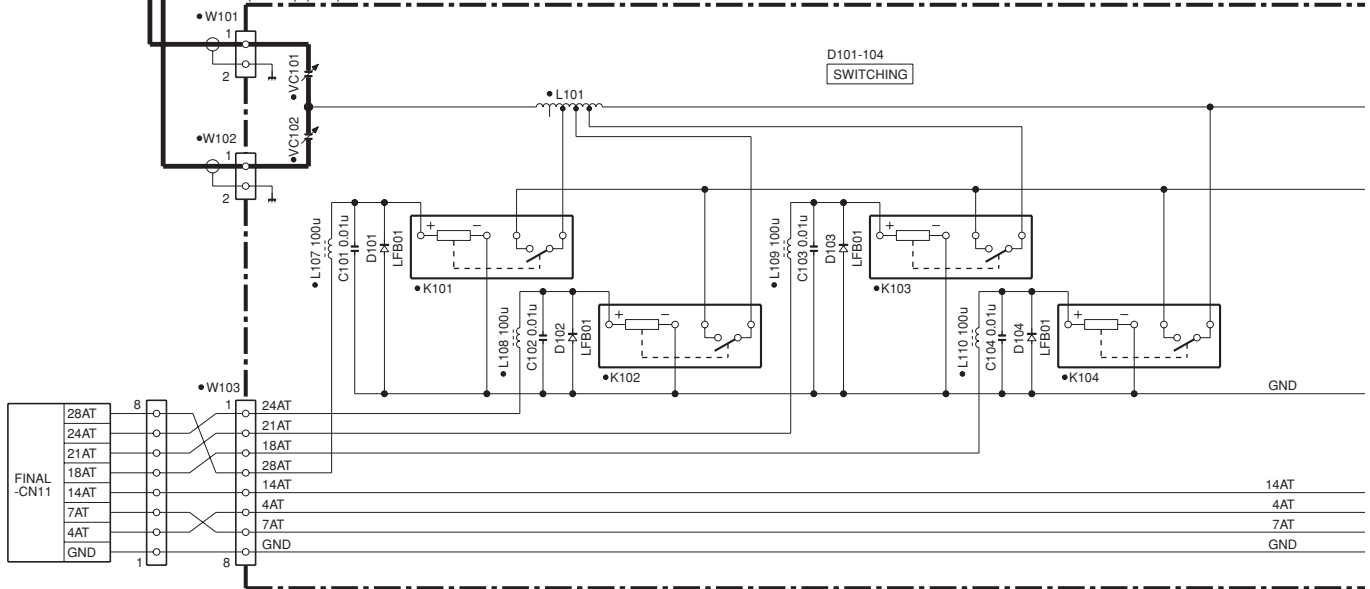 W101
1
2
VC101
VC102
W102
1
2
D101-104
SWITCHING
L101
L107 100u
C101 0.01u
D101
LFB01
+ −
K101
L108 100u
C102 0.01u
D102
LFB01
+ −
K102
L109 100u
C103 0.01u
D103
LFB01
+ −
K103
L110 100u
C104 0.01u
D104
LFB01
+ −
K104
GND
W103
FINAL
-CN11
28AT
24AT
21AT
18AT
14AT
7AT
4AT
GND
8
1
1
8
24AT
21AT
18AT
28AT
14AT
4AT
7AT
GND
14AT
4AT
7AT
GND